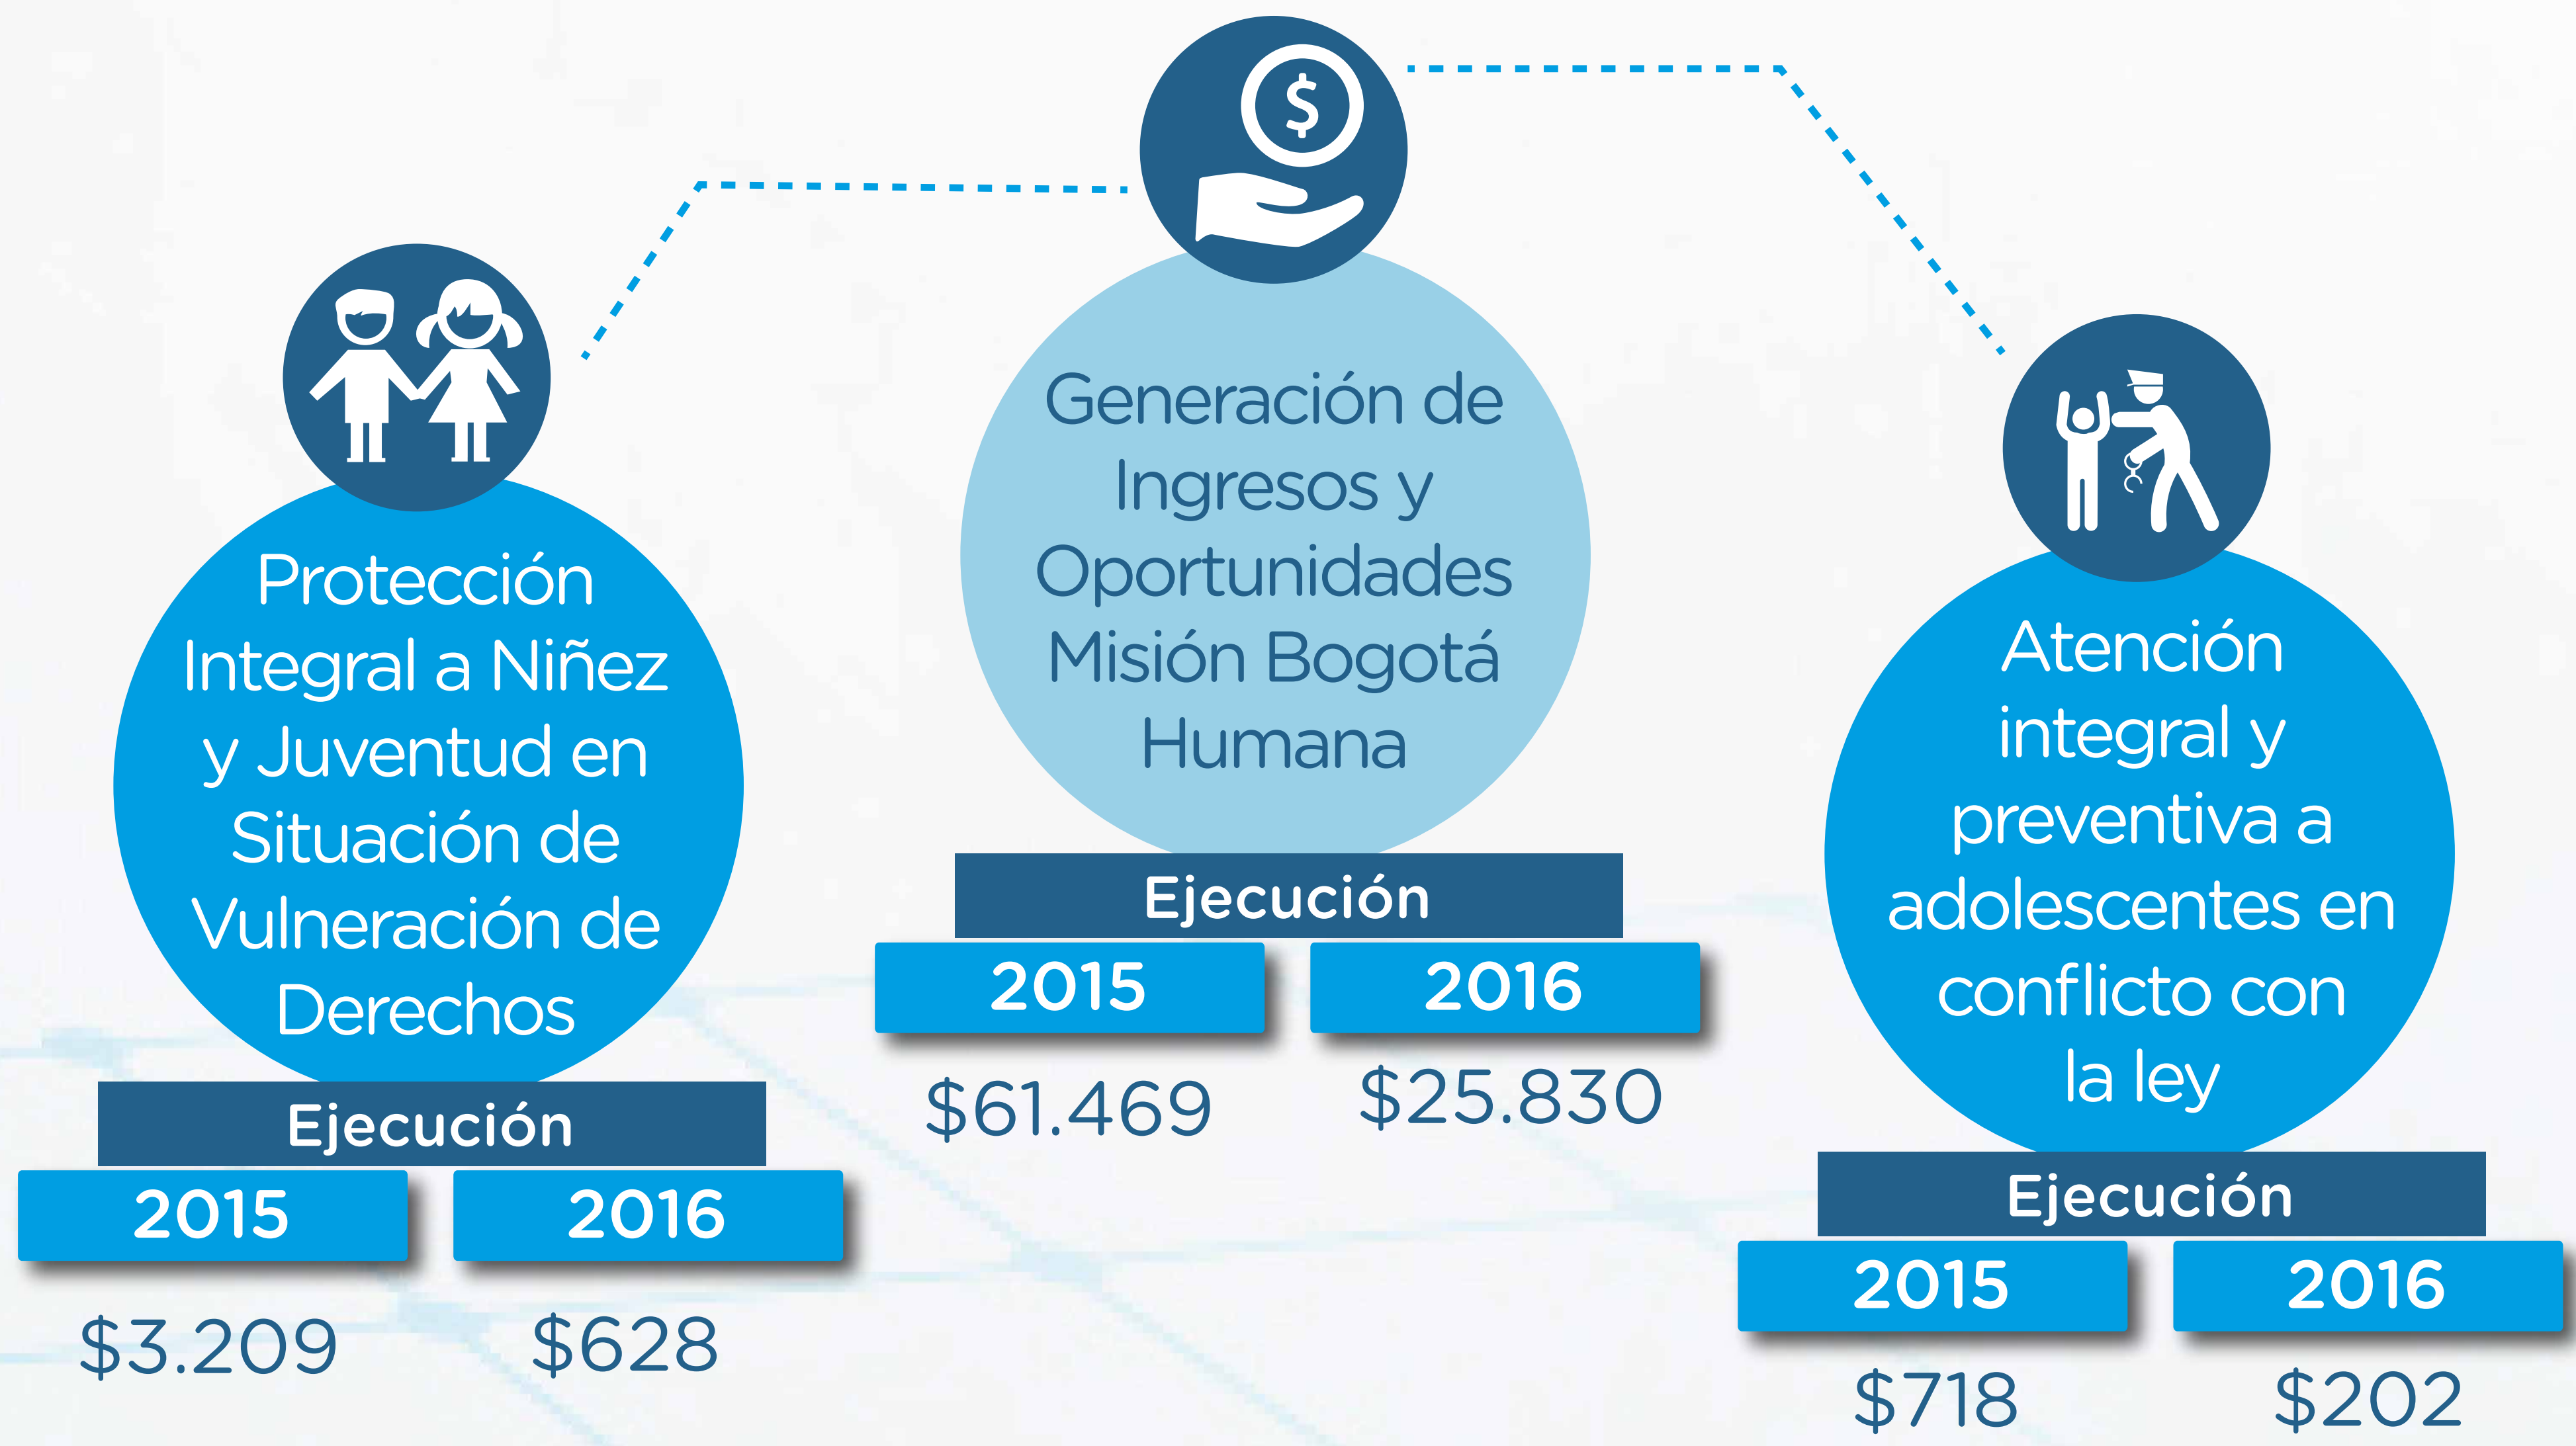 Protección
Integral a Niñez
y Juventud en
Situación de
Vulneración de
Derechos
Ejecución
2015 2016
$3.209 $628
$
Generación de
Ingresos y
Oportunidades
Misión Bogotá
Humana
Ejecución
2015 2016
$61.469 $25.830
Atención
integral y
preventiva a
adolescentes en
conflicto con
la ley
Ejecución
2015 2016
$718 $202